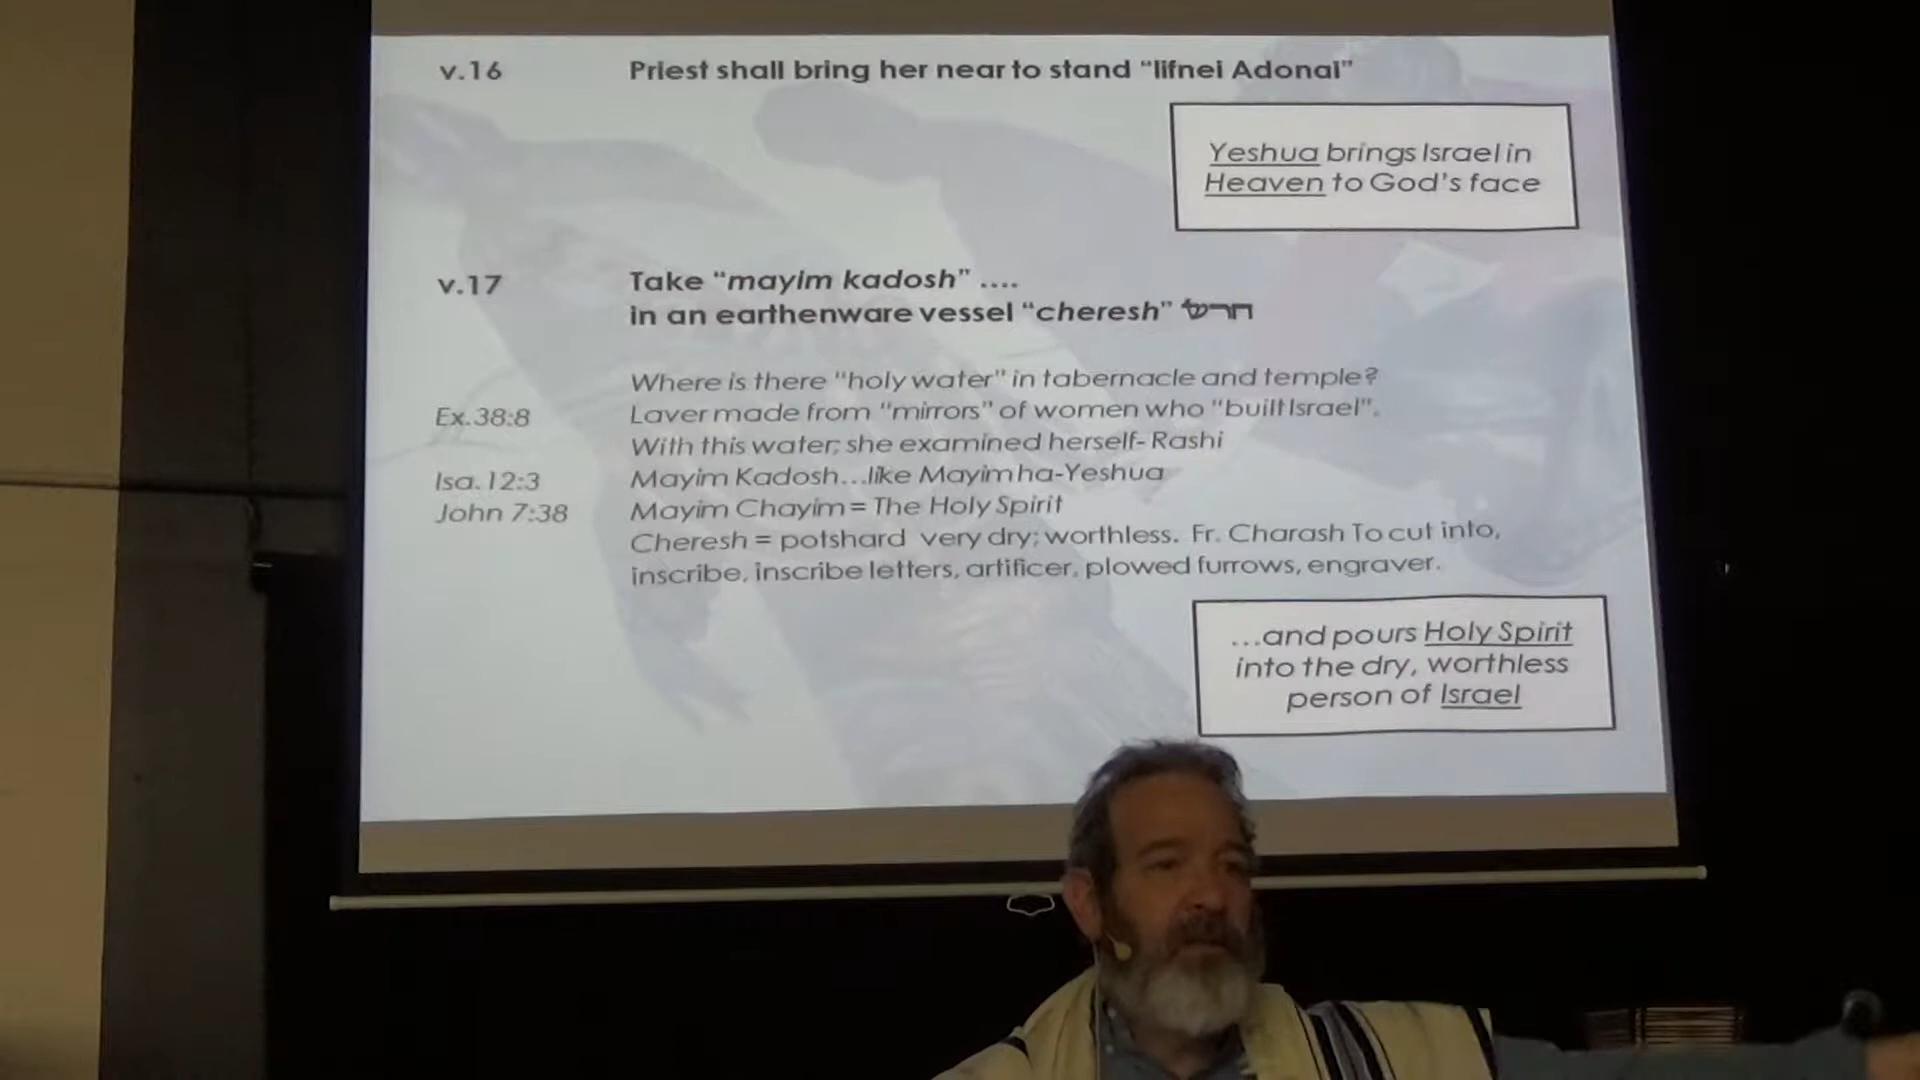 v.16 Priest shall bring her near to stand “lifnei Adonai”
Yeshua brings Israel in
Heaven to God’s face
v.17 Take “mayim kadosh” ….
in an earthenware vessel “cheresh” חרש
Where is there “holy water” in tabernacle and temple?
Ex.38:8 Laver made from “mirrors” of women who “built Israel”.
With this water; she examined herself- Rashi
Isa.12:3 Mayim Kadosh…like Mayim ha-Yeshua
John 7:38 Mayim Chayim = The Holy Spirit
Cheresh = potshard very dry; worthless. Fr. Charash To cut into,
inscribe, inscribe letters, artificer, plowed furrows, engraver.
…and pours Holy Spirit
into the dry, worthless
person of Israel